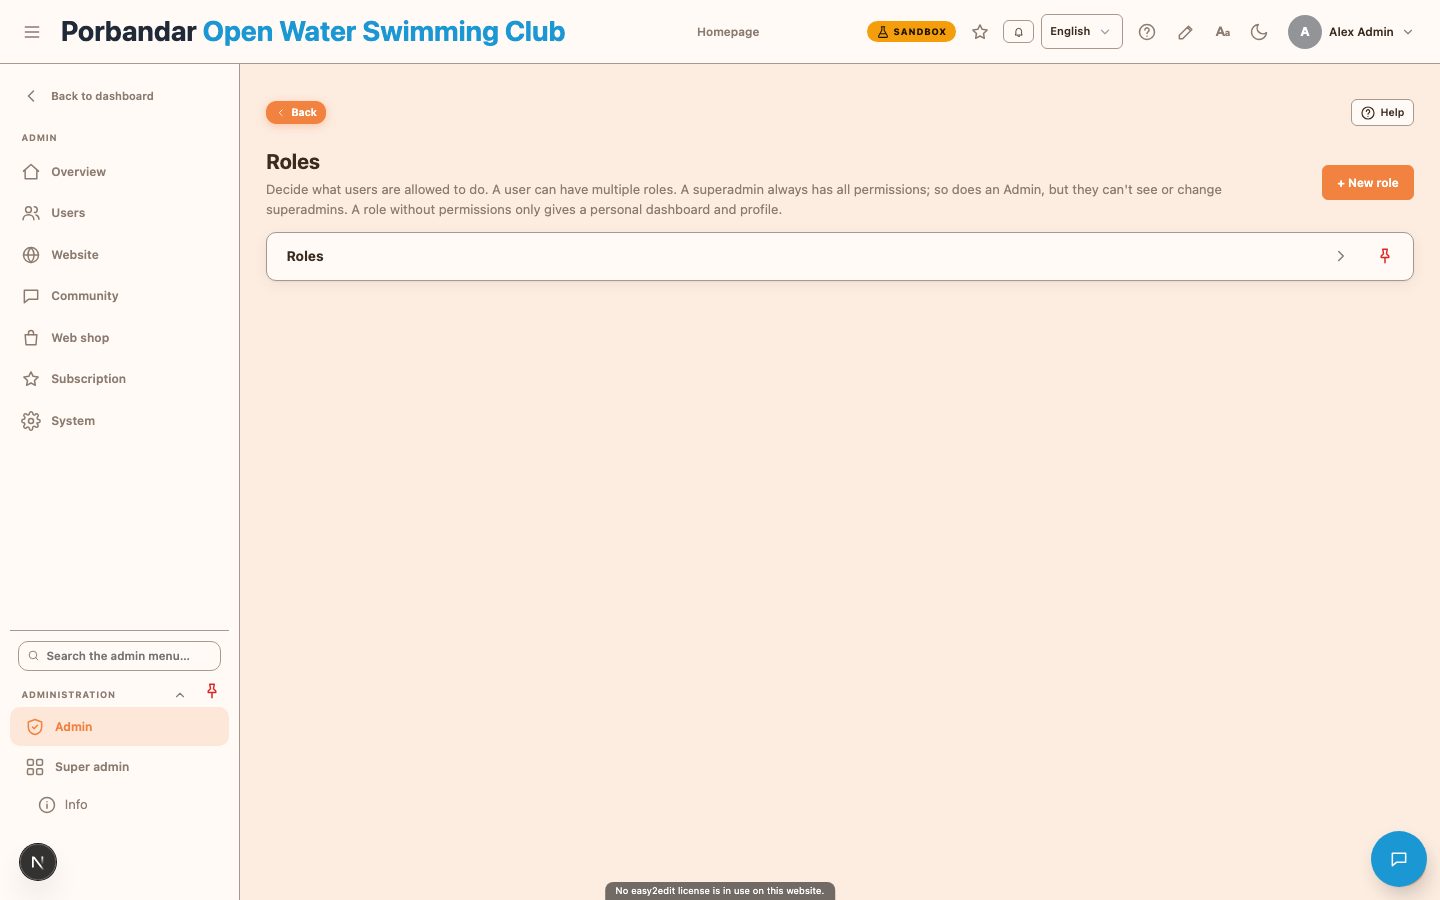 Porbandar Open Water Swimming Club
Homepage
SANDBOX
English
Aa
A
Alex Admin
Back to dashboard
ADMIN
Overview
Users
Website
Community
Web shop
Subscription
System
Search the admin menu...
ADMINISTRATION
Admin
Super admin
Info
N
Back
Help
Roles
Decide what users are allowed to do. A user can have multiple roles. A superadmin always has all permissions; so does an Admin, but they can't see or change
superadmins. A role without permissions only gives a personal dashboard and profile.
+ New role
Roles
No easy2edit license is in use on this website.